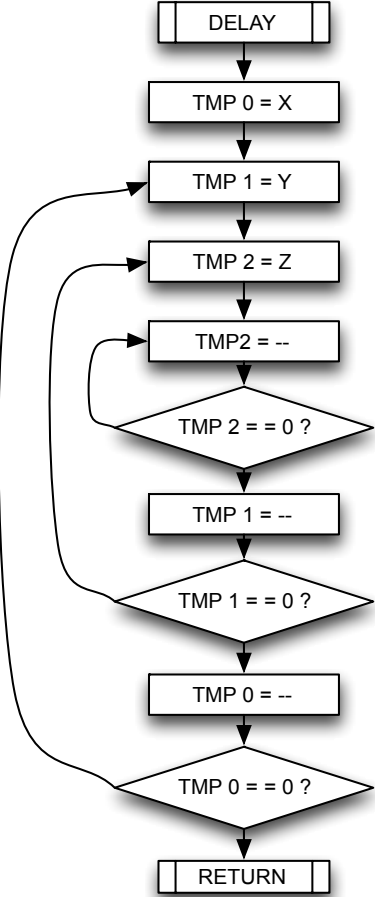 DELAY
TMP 0 = X
TMP 1 = Y
TMP 2 = Z
TMP2 = --
TMP 2 = = 0 ?
TMP 1 = --
TMP 1 = = 0 ?
TMP 0 = --
TMP 0 = = 0 ?
RETURN